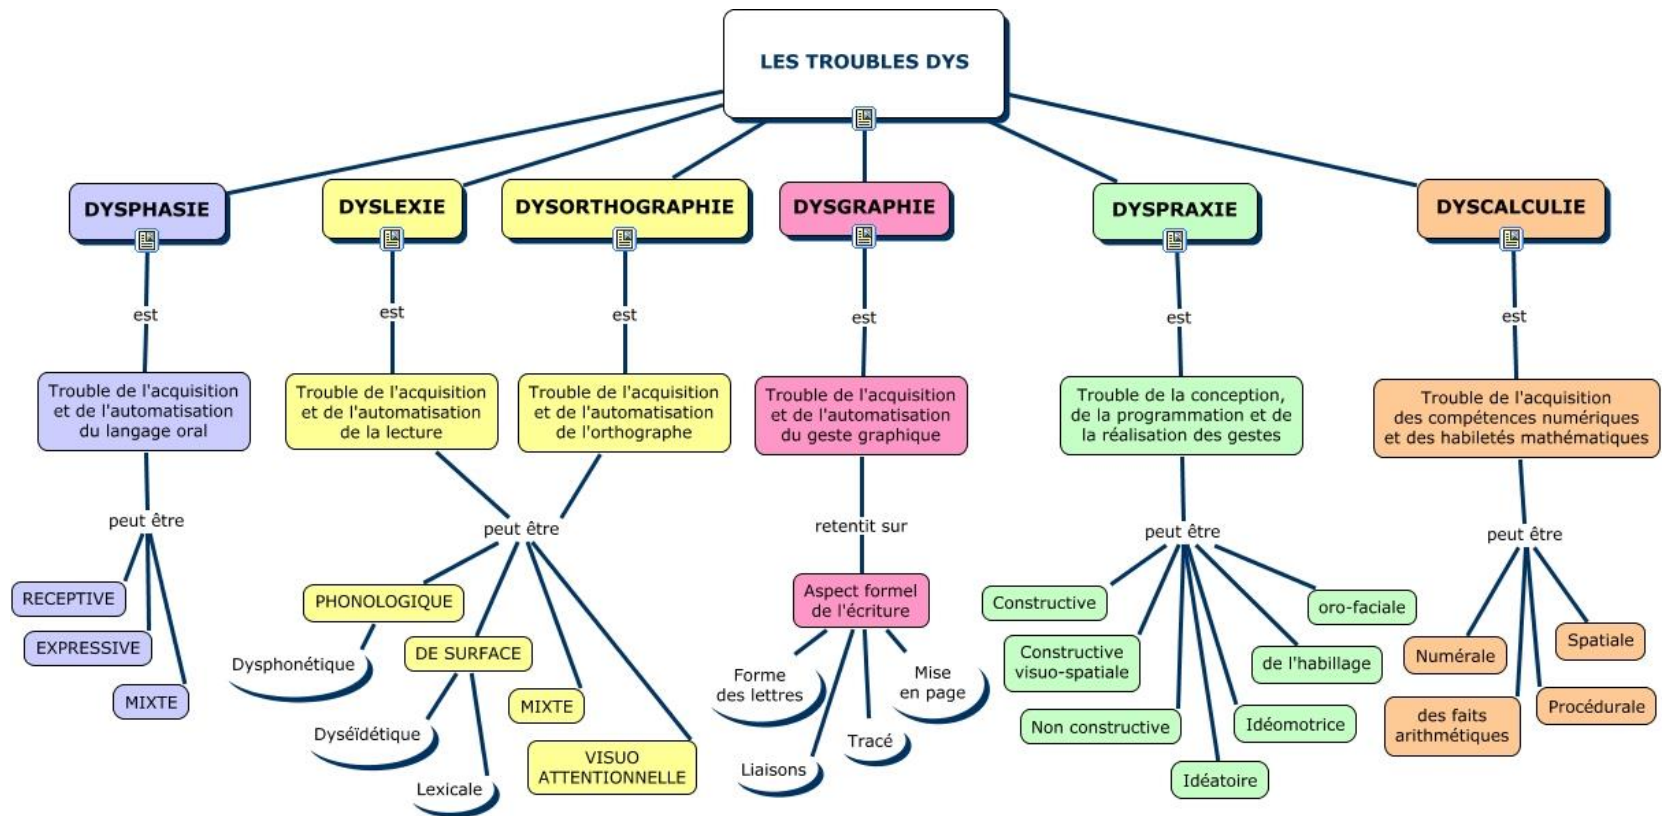 LES TROUBLES DYS
DYSPHASIE
DYSLEXIE
DYSORTHOGRAPHIE
DYSGRAPHIE
DYSPRAXIE
DYSCALCULIE
est
est
est
est
est
est
Trouble de l'acquisition
et de l'automatisation
du langage oral
Trouble de l'acquisition
et de l'automatisation
de la lecture
Trouble de l'acquisition
et de l'automatisation
de l'orthographe
Trouble de l'acquisition
et de l'automatisation
du geste graphique
Trouble de la conception,
de la programmation et de
la réalisation des gestes
Trouble de l'acquisition
des compétences numériques
et des habiletés mathématiques
peut être
peut être
retentit sur
peut être
peut être
RECEPTIVE
EXPRESSIVE
MIXTE
PHONOLOGIQUE
Dysphonétique
DE SURFACE
Dyséïdétique
Lexicale
MIXTE
VISUO
ATTENTIONNELLE
Aspect formel
de l'écriture
Forme
des lettres
Liaisons
Tracé
Mise
en page
Constructive
Constructive
visuo-spatiale
Non constructive
Idéatoire
Idéomotrice
de l'habillage
oro-faciale
Numérale
des faits
arithmétiques
Procédurale
Spatiale